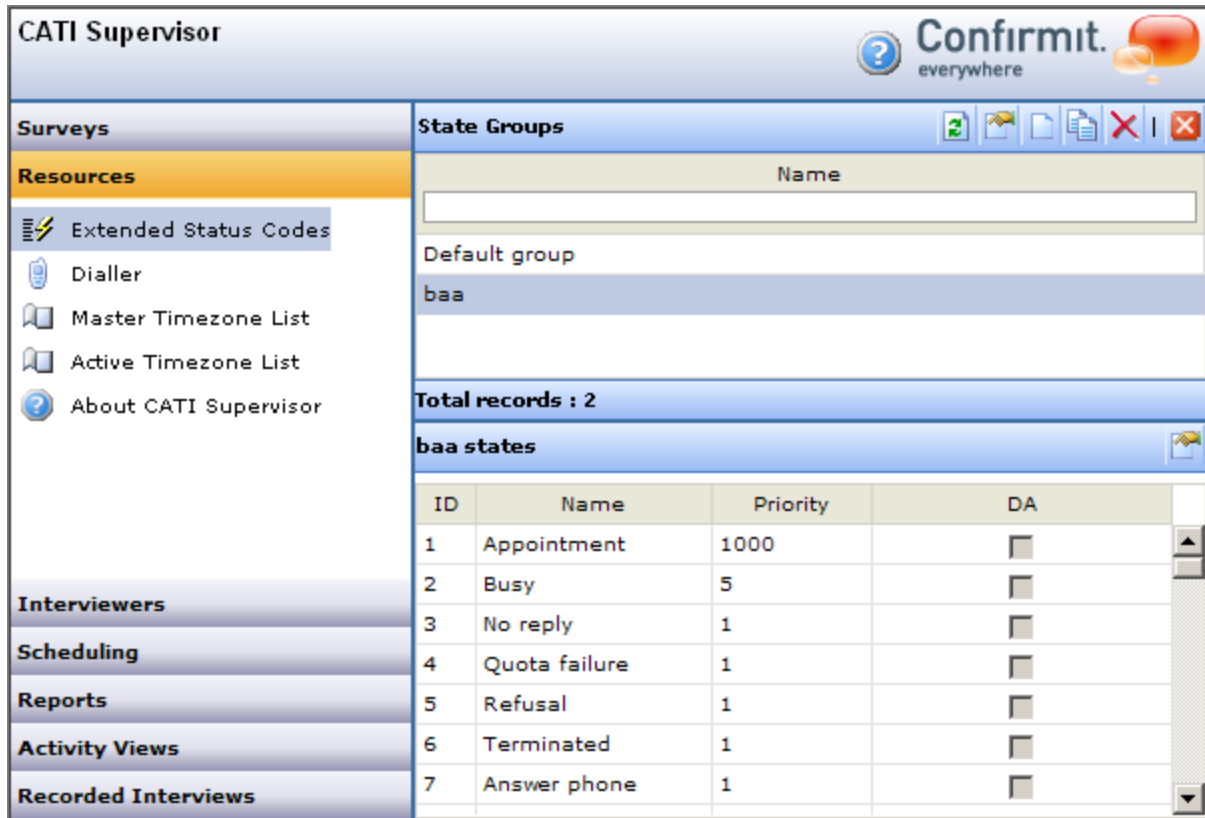 CATI Supervisor
Confirmit.
everywhere
Surveys
Resources
Extended Status Codes
Dialler
Master Timezone List
Active Timezone List
About CATI Supervisor
Interviewers
Scheduling
Reports
Activity Views
Recorded Interviews
State Groups
Name
Default group
baa
Total records : 2
baa states
ID Name Priority DA
1 Appointment 1000
2 Busy 5
3 No reply 1
4 Quota failure 1
5 Refusal 1
6 Terminated 1
7 Answer phone 1